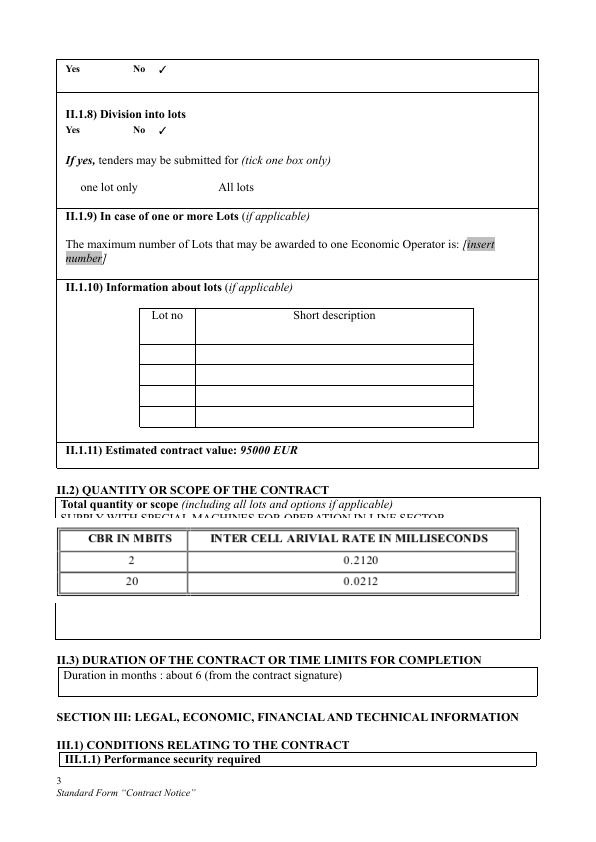 Yes No ✓
II.1.8) Division into lots
Yes No ✓
If yes, tenders may be submitted for (tick one box only)
one lot only All lots
II.1.9) In case of one or more Lots (if applicable)
The maximum number of Lots that may be awarded to one Economic Operator is: [insert
number]
II.1.10) Information about lots (if applicable)
Lot no Short description
II.1.11) Estimated contract value: 95000 EUR
II.2) QUANTITY OR SCOPE OF THE CONTRACT
Total quantity or scope (including all lots and options if applicable)
SUPPLY WITH SPECIAL MACHINES FOR OPERATION IN LINE SECTOR
CBR IN MBITS INTER CELL ARIVIAL RATE IN MILLISECONDS
2 0.2120
20 0.0212
II.3) DURATION OF THE CONTRACT OR TIME LIMITS FOR COMPLETION
Duration in months : about 6 (from the contract signature)
SECTION III: LEGAL, ECONOMIC, FINANCIAL AND TECHNICAL INFORMATION
III.1) CONDITIONS RELATING TO THE CONTRACT
III.1.1) Performance security required
3
Standard Form “Contract Notice”